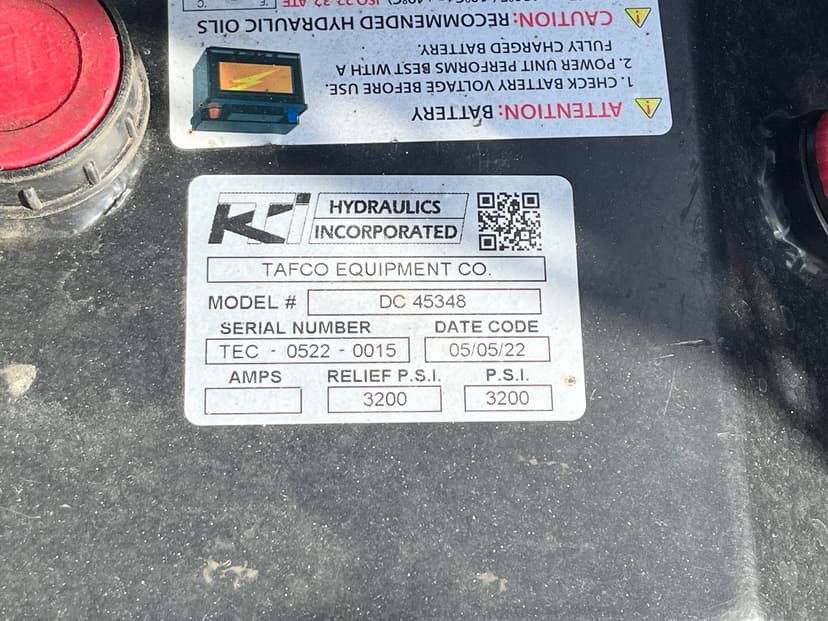 KTI HYDRAULICS
INCORPORATED
TAFCO EQUIPMENT CO.
MODEL # DC 45348
SERIAL NUMBER DATE CODE
TEC - 0522 - 0015 05/05/22
AMPS RELIEF P.S.I. P.S.I.
3200 3200
ATTENTION: BATTERY
1. CHECK BATTERY VOLTAGE BEFORE USE.
2. POWER UNIT PERFORMS BEST WITH A
FULLY CHARGED BATTERY.
CAUTION: RECOMMENDED HYDRAULIC OILS